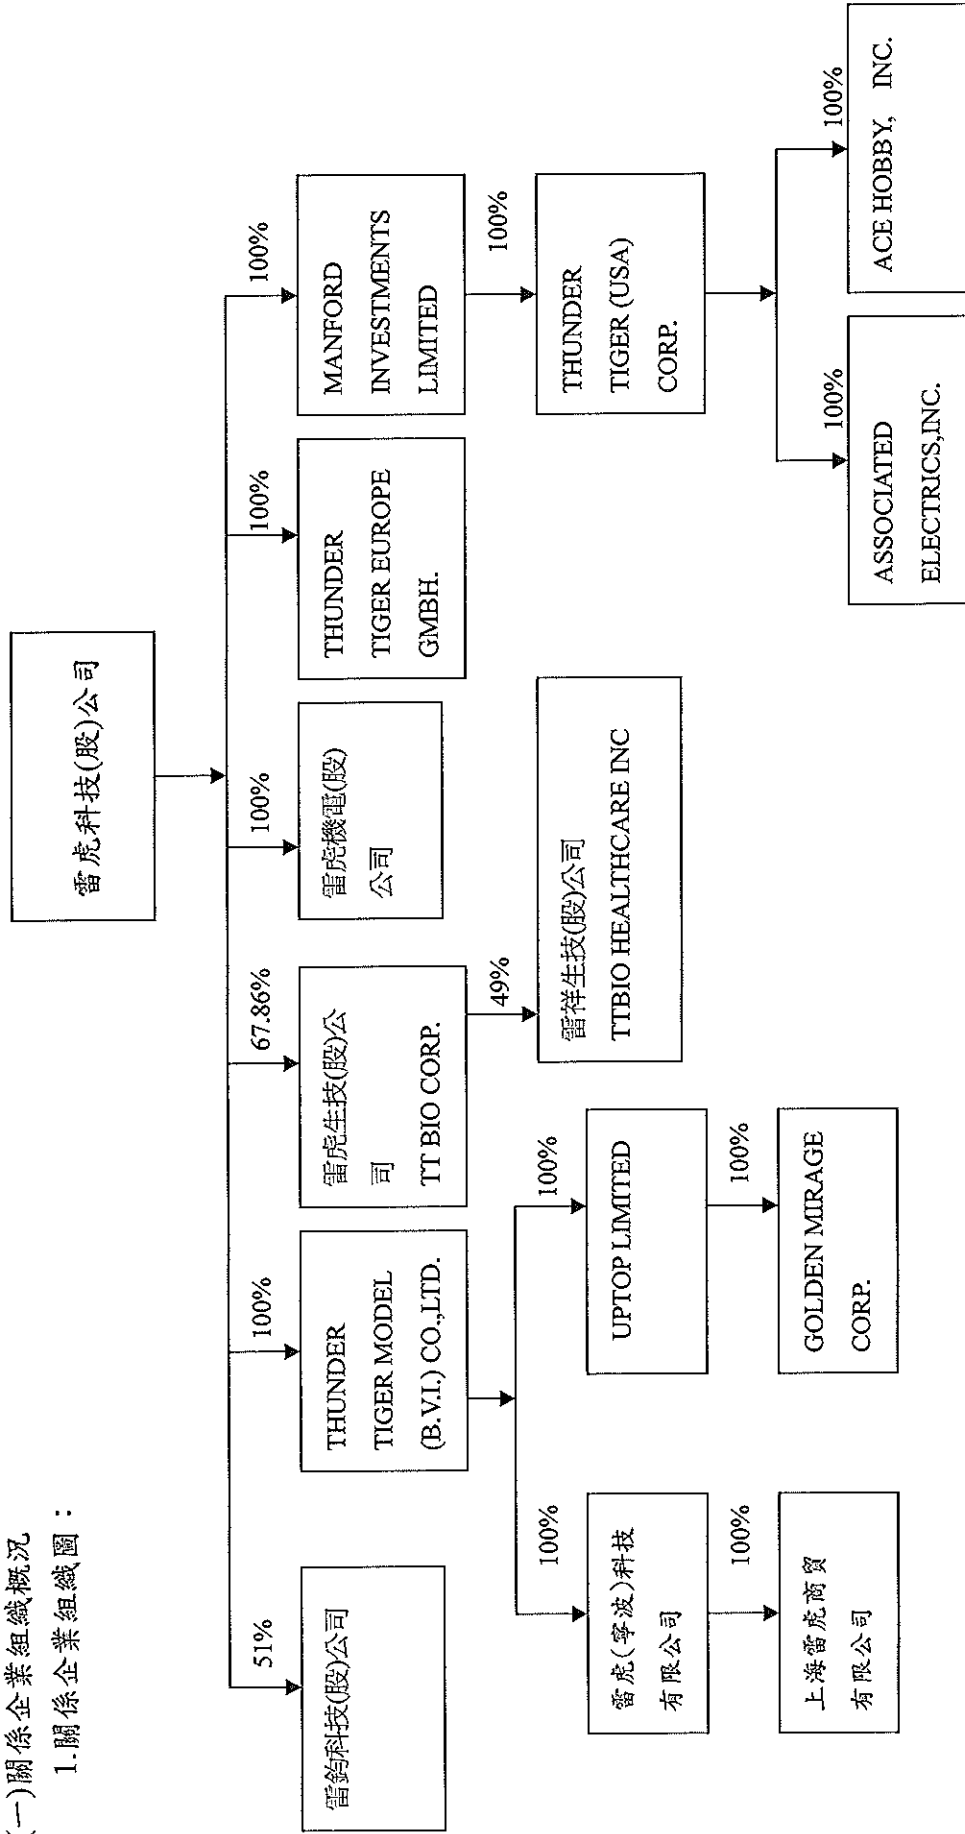 (一)關係企業組織概況
1.關係企業組織圖：
雷虎科技(股)公司
51%
100%
67.86%
100%
100%
100%
雷鈞科技(股)公司
THUNDER
TIGER MODEL
(B.V.I.) CO.,LTD.
雷虎生技(股)公
司
TT BIO CORP.
雷虎機電(股)
公司
THUNDER
TIGER EUROPE
GMBH.
MANFORD
INVESTMENTS
LIMITED
100%
100%
49%
100%
雷虎(寧波)科技
有限公司
UPTOP LIMITED
雷祥生技(股)公司
TTBIO HEALTHCARE INC
THUNDER
TIGER (USA)
CORP.
100%
100%
100%
100%
上海雷虎商貿
有限公司
GOLDEN MIRAGE
CORP.
ASSOCIATED
ELECTRICS,INC.
ACE HOBBY, INC.